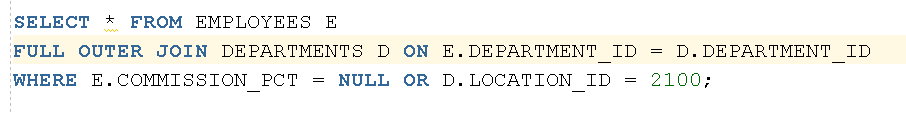 SELECT * FROM EMPLOYEES E
FULL OUTER JOIN DEPARTMENTS D ON E.DEPARTMENT_ID = D.DEPARTMENT_ID
WHERE E.COMMISSION_PCT = NULL OR D.LOCATION_ID = 2100;